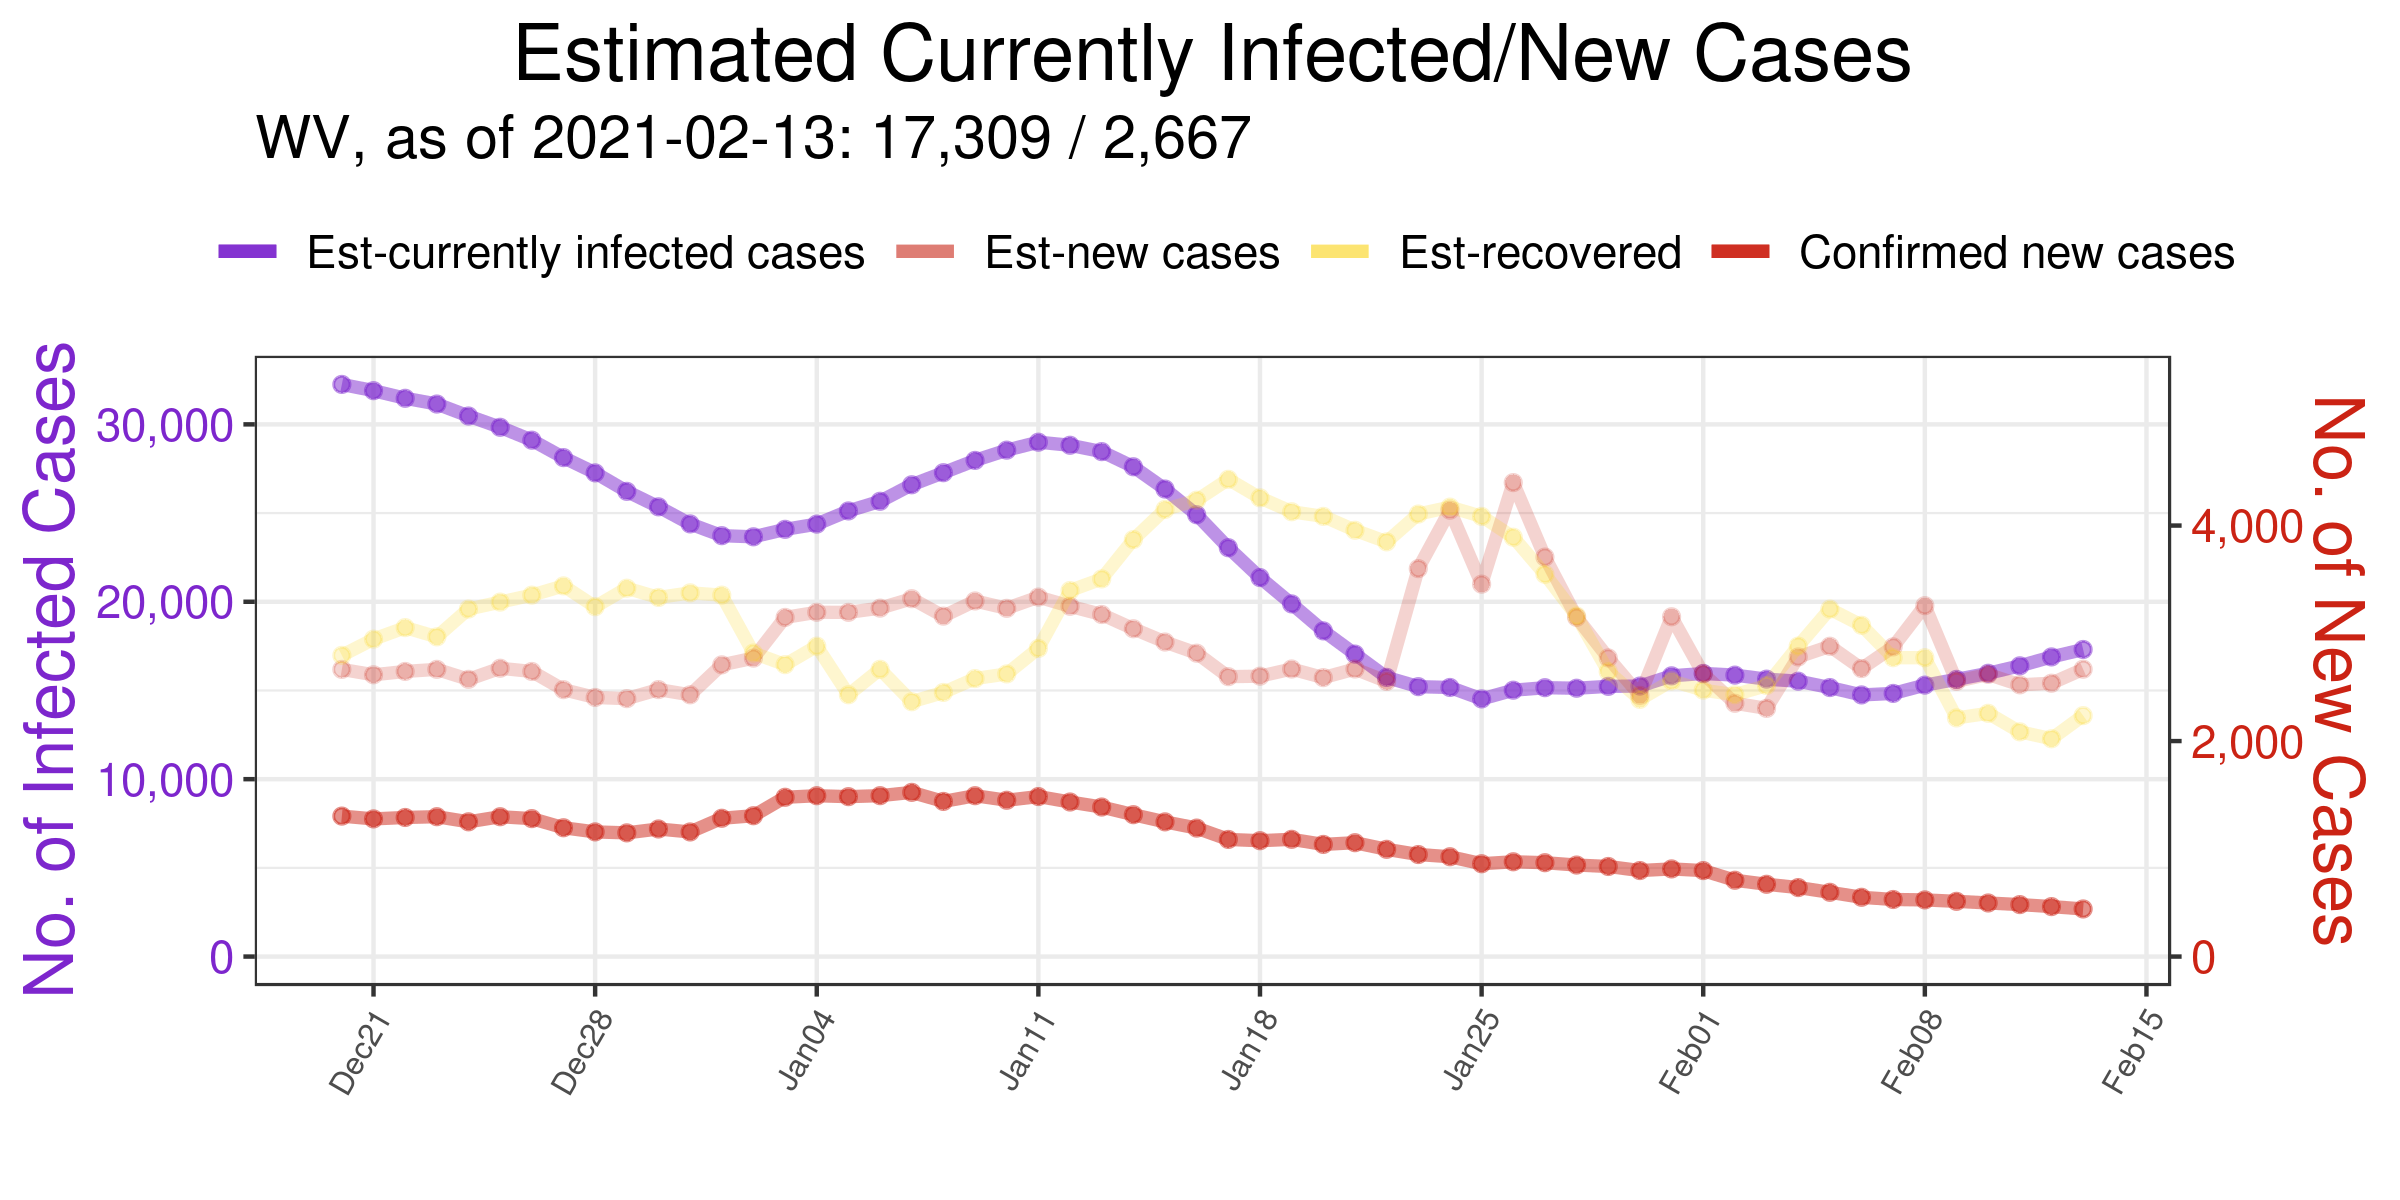 Estimated Currently Infected/New Cases
WV, as of 2021-02-13: 17,309 / 2,667
Est-currently infected cases Est-new cases Est-recovered Confirmed new cases
No. of Infected Cases
30,000
20,000
10,000
0
No. of New Cases
4,000
2,000
0
Dec21 Dec28 Jan04 Jan11 Jan18 Jan25 Feb01 Feb08 Feb15